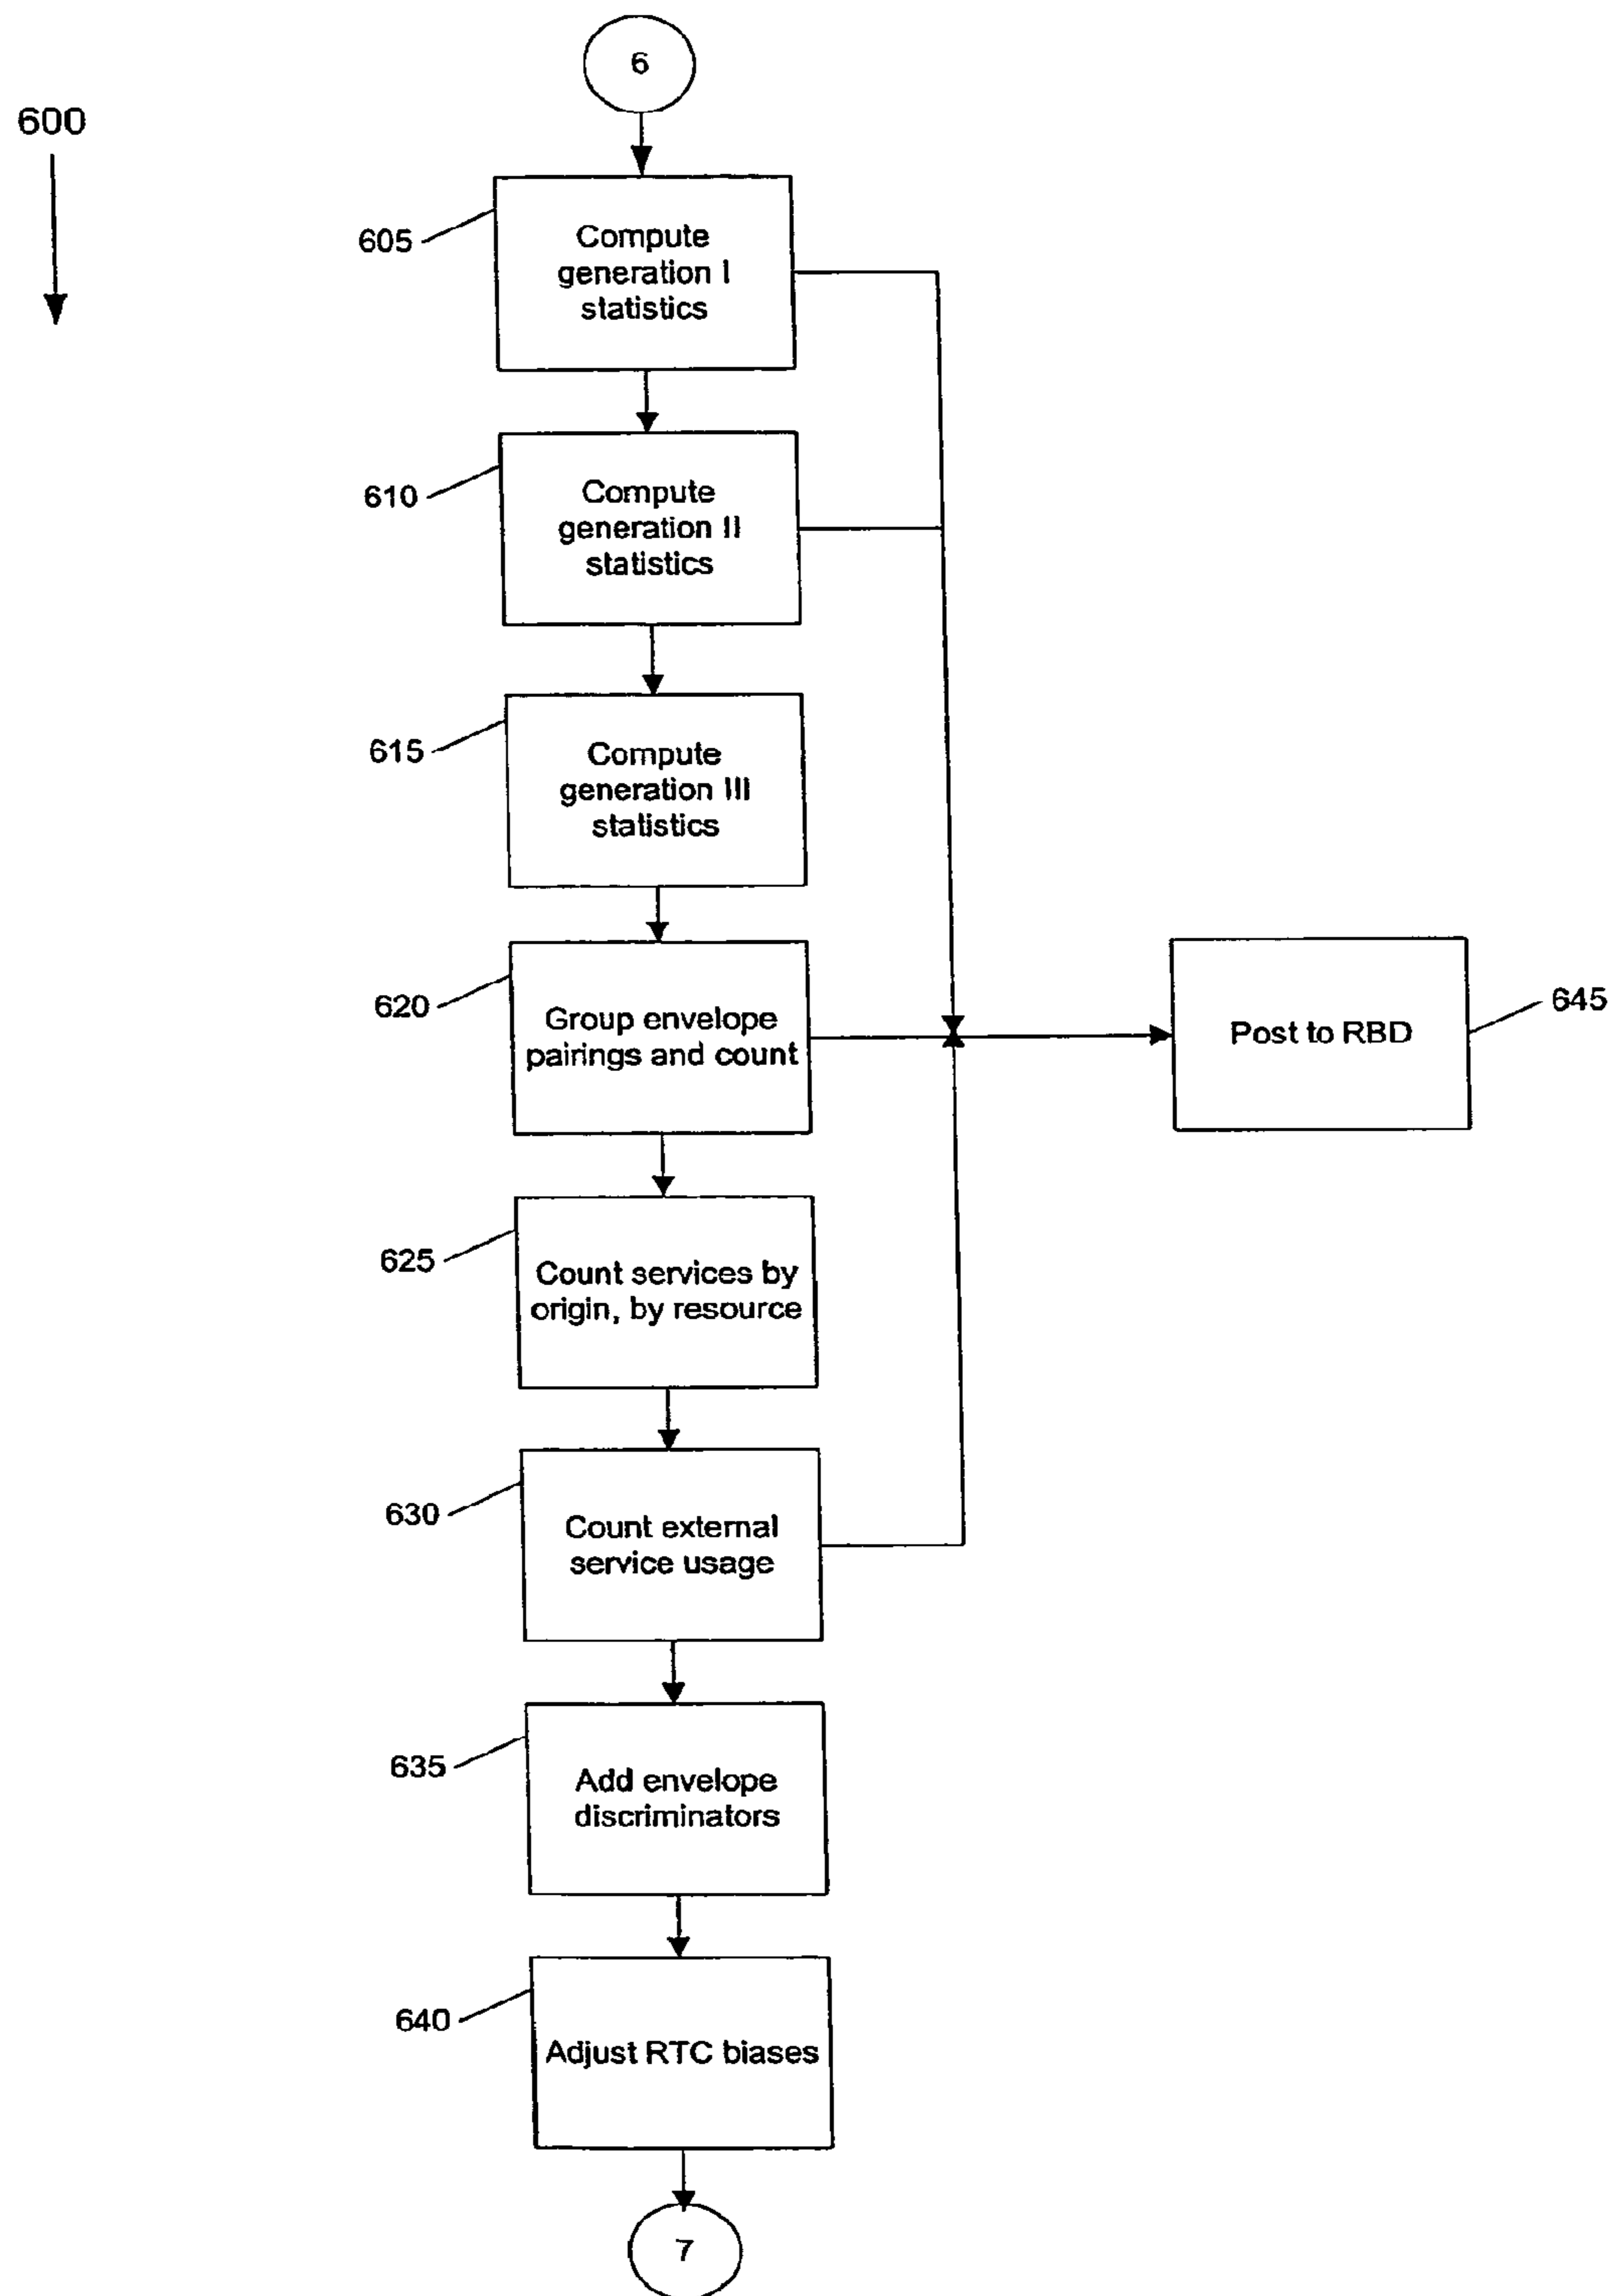 6
600
605
Compute
generation I
statistics
610
Compute
generation II
statistics
615
Compute
generation III
statistics
620
Group envelope
pairings and count
645
Post to RBD
625
Count services by
origin, by resource
630
Count external
service usage
635
Add envelope
discriminators
640
Adjust RTC biases
7